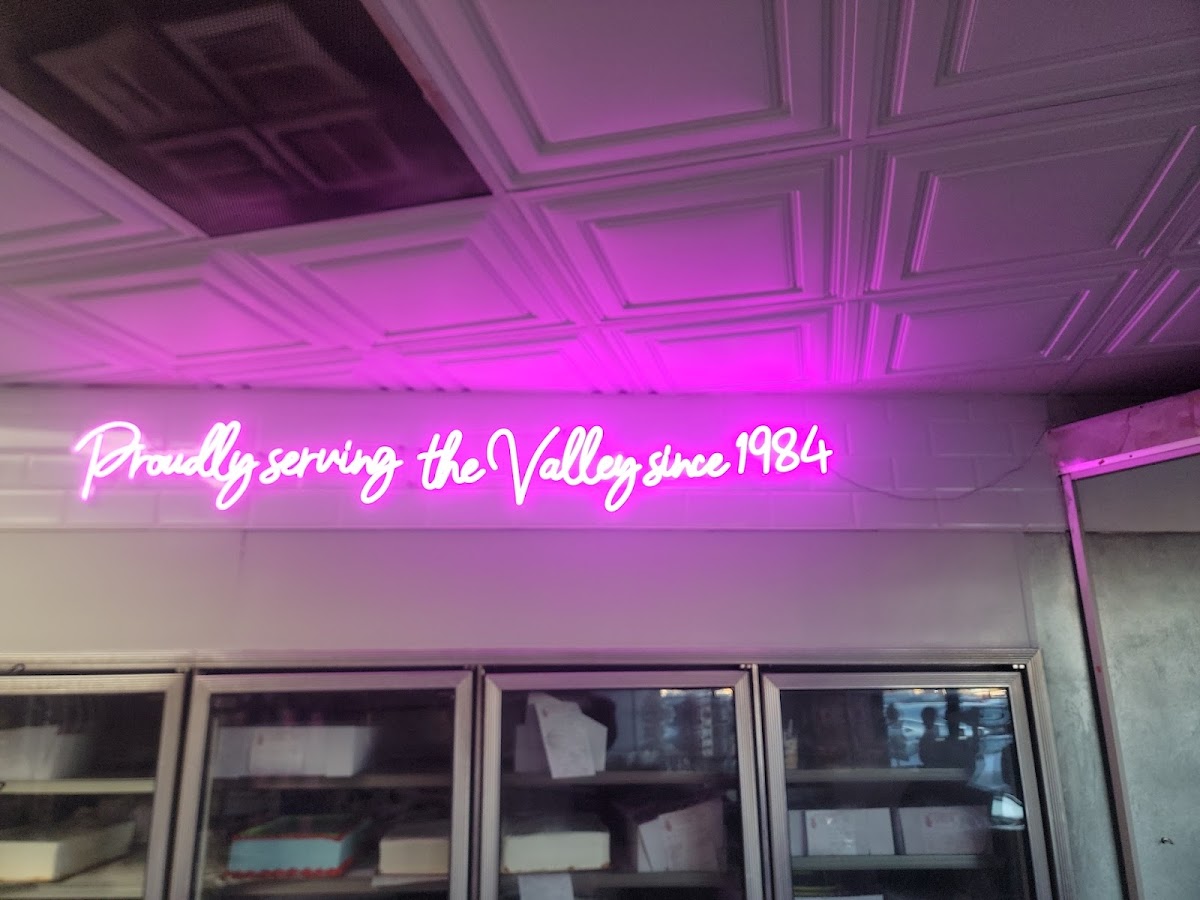 Proudly serving the Valley since 1984